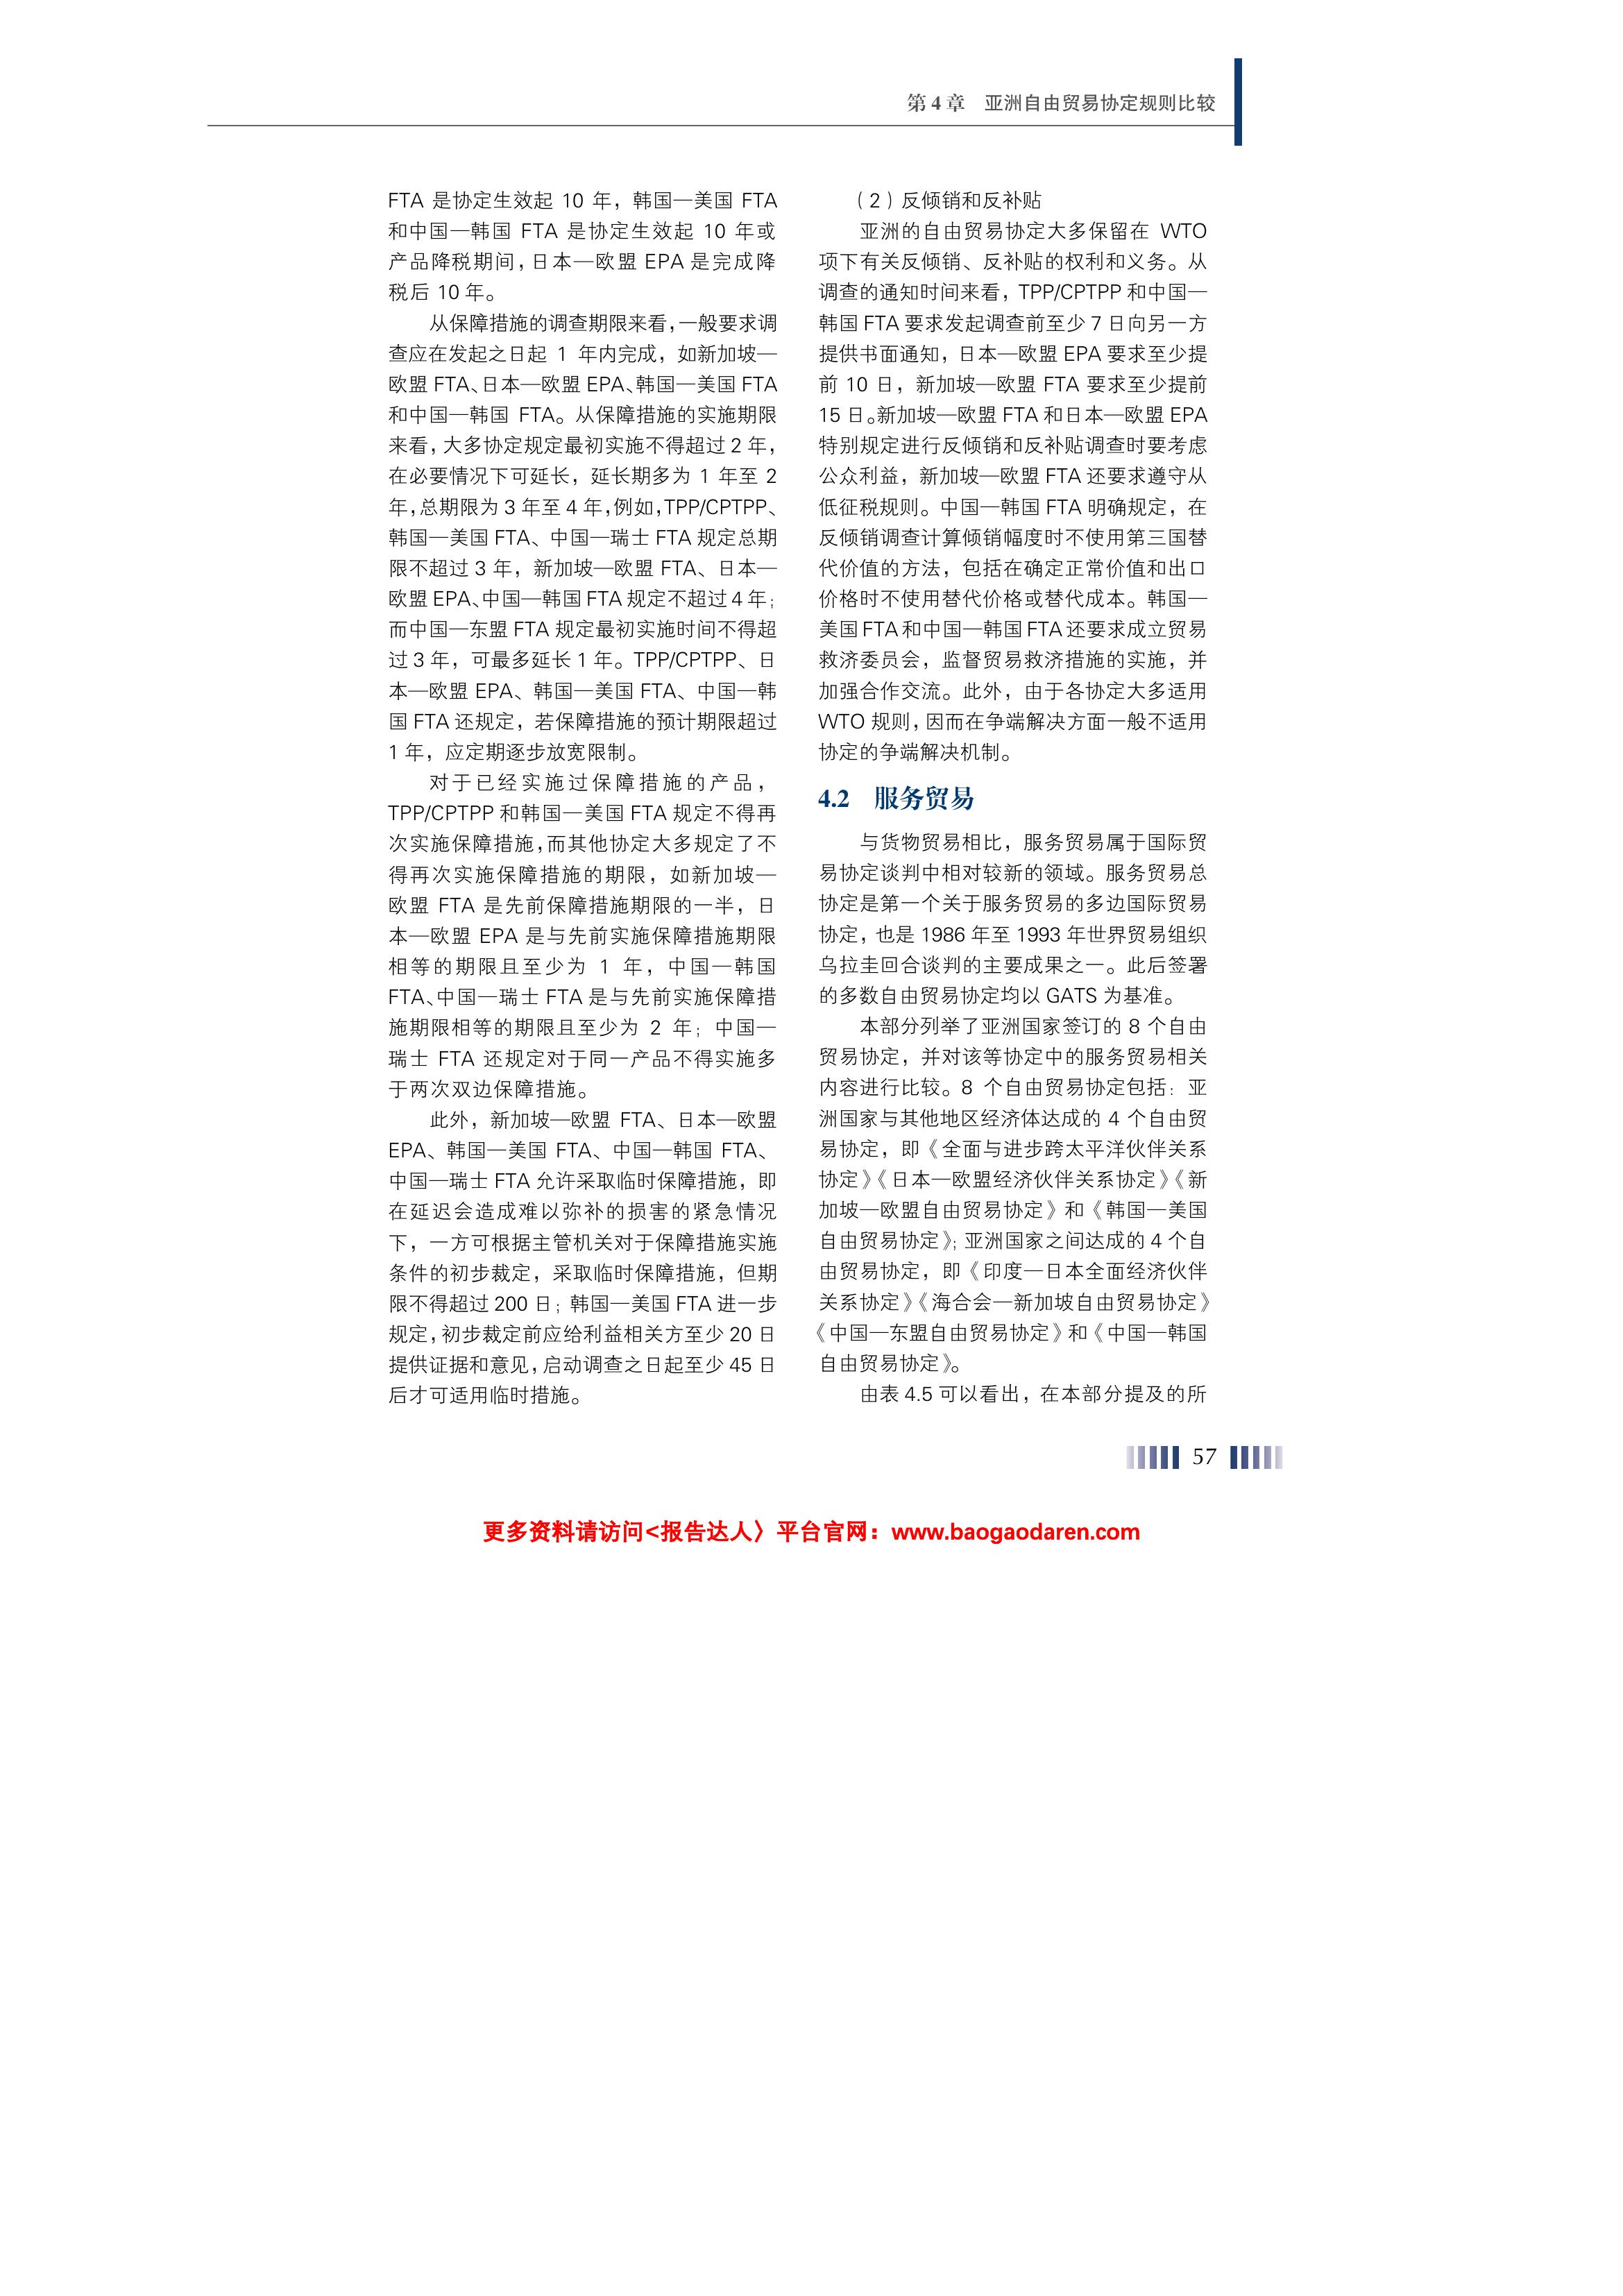 第 4 章 亚洲自由贸易协定规则比较
FTA 是协定生效起 10 年，韩国—美国 FTA
和中国—韩国 FTA 是协定生效起 10 年或
产品降税期间，日本—欧盟 EPA 是完成降
税后 10 年。
从保障措施的调查期限来看，一般要求调
查应在发起之日起 1 年内完成，如新加坡—
欧盟 FTA、日本—欧盟 EPA、韩国—美国 FTA
和中国—韩国 FTA。从保障措施的实施期限
来看，大多协定规定最初实施不得超过 2 年，
在必要情况下可延长，延长期多为 1 年至 2
年，总期限为 3 年至 4 年，例如，TPP/CPTPP、
韩国—美国 FTA、中国—瑞士 FTA 规定总期
限不超过 3 年，新加坡—欧盟 FTA、日本—
欧盟 EPA、中国—韩国 FTA 规定不超过 4 年；
而中国—东盟 FTA 规定最初实施时间不得超
过 3 年，可最多延长 1 年。TPP/CPTPP、日
本—欧盟 EPA、韩国—美国 FTA、中国—韩
国 FTA 还规定，若保障措施的预计期限超过
1 年，应定期逐步放宽限制。
对于已经实施过保障措施的产品，
TPP/CPTPP 和韩国—美国 FTA 规定不得再
次实施保障措施，而其他协定大多规定了不
得再次实施保障措施的期限，如新加坡—
欧盟 FTA 是先前保障措施期限的一半，日
本—欧盟 EPA 是与先前实施保障措施期限
相等的期限且至少为 1 年，中国—韩国
FTA、中国—瑞士 FTA 是与先前实施保障措
施期限相等的期限且至少为 2 年；中国—
瑞士 FTA 还规定对于同一产品不得实施多
于两次双边保障措施。
此外，新加坡—欧盟 FTA、日本—欧盟
EPA、韩国—美国 FTA、中国—韩国 FTA、
中国—瑞士 FTA 允许采取临时保障措施，即
在延迟会造成难以弥补的损害的紧急情况
下，一方可根据主管机关对于保障措施实施
条件的初步裁定，采取临时保障措施，但期
限不得超过 200 日；韩国—美国 FTA 进一步
规定，初步裁定前应给利益相关方至少 20 日
提供证据和意见，启动调查之日起至少 45 日
后才可适用临时措施。
（2）反倾销和反补贴
亚洲的自由贸易协定大多保留在 WTO
项下有关反倾销、反补贴的权利和义务。从
调查的通知时间来看，TPP/CPTPP 和中国—
韩国 FTA 要求发起调查前至少 7 日向另一方
提供书面通知，日本—欧盟 EPA 要求至少提
前 10 日，新加坡—欧盟 FTA 要求至少提前
15 日。新加坡—欧盟 FTA 和日本—欧盟 EPA
特别规定进行反倾销和反补贴调查时要考虑
公众利益，新加坡—欧盟 FTA 还要求遵守从
低征税规则。中国—韩国 FTA 明确规定，在
反倾销调查计算倾销幅度时不使用第三国替
代价值的方法，包括在确定正常价值和出口
价格时不使用替代价格或替代成本。韩国—
美国 FTA 和中国—韩国 FTA 还要求成立贸易
救济委员会，监督贸易救济措施的实施，并
加强合作交流。此外，由于各协定大多适用
WTO 规则，因而在争端解决方面一般不适用
协定的争端解决机制。
4.2 服务贸易
与货物贸易相比，服务贸易属于国际贸
易协定谈判中相对较新的领域。服务贸易总
协定是第一个关于服务贸易的多边国际贸易
协定，也是 1986 年至 1993 年世界贸易组织
乌拉圭回合谈判的主要成果之一。此后签署
的多数自由贸易协定均以 GATS 为基准。
本部分列举了亚洲国家签订的 8 个自由
贸易协定，并对该等协定中的服务贸易相关
内容进行比较。8 个自由贸易协定包括：亚
洲国家与其他地区经济体达成的 4 个自由贸
易协定，即《全面与进步跨太平洋伙伴关系
协定》《日本—欧盟经济伙伴关系协定》《新
加坡—欧盟自由贸易协定》和《韩国—美国
自由贸易协定》；亚洲国家之间达成的 4 个自
由贸易协定，即《印度—日本全面经济伙伴
关系协定》《海合会—新加坡自由贸易协定》
《中国—东盟自由贸易协定》和《中国—韩国
自由贸易协定》。
由表 4.5 可以看出，在本部分提及的所
57
更多资料请访问<报告达人〉平台官网：www.baogaodaren.com